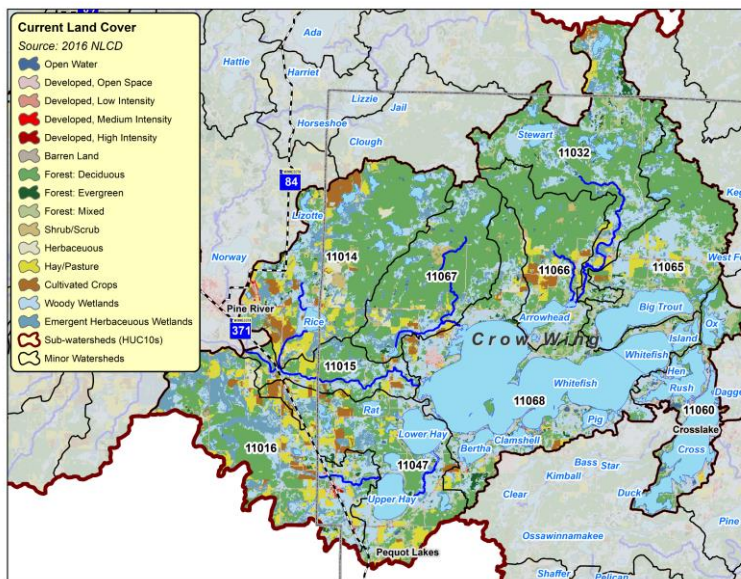 Current Land Cover
Source: 2016 NLCD
Open Water
Developed, Open Space
Developed, Low Intensity
Developed, Medium Intensity
Developed, High Intensity
Barren Land
Forest: Deciduous
Forest: Evergreen
Forest: Mixed
Shrub/Scrub
Herbaceuous
Hay/Pasture
Cultivated Crops
Woody Wetlands
Emergent Herbaceuous Wetlands
Sub-watersheds (HUC10s)
Minor Watersheds
Ada
Hattie
Harriet
Lizzie
Jail
Horseshoe
Clough
Stewart
11032
84
Lizotte
Norway
11014
11067
11066
11065
West
Pine River
Rice
Arrowhead
Big Trout
Ox
371
Crow Wing
Island
Whitefish
11015
Hen
Rush
Whitefish
11068
Rat
11060
Dagge
Pig
Crosslake
Lower Hay
Clamshell
11016
11047
Bertha
Cross
Bass
Star
Kimball
Upper Hay
Clear
Duck
Pine
Ossawinnamakee
Pequot Lakes
Shaffer
Pelican